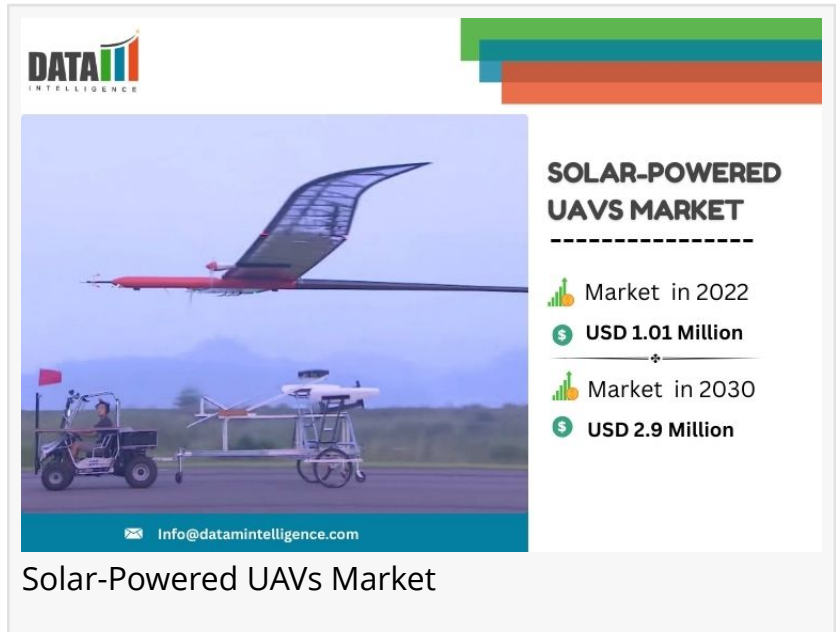 DATA
INTELLIGENCE
SOLAR-POWERED
UAVS MARKET
Market in 2022
$ USD 1.01 Million
Market in 2030
$ USD 2.9 Million
Info@datamintelligence.com
Solar-Powered UAVs Market